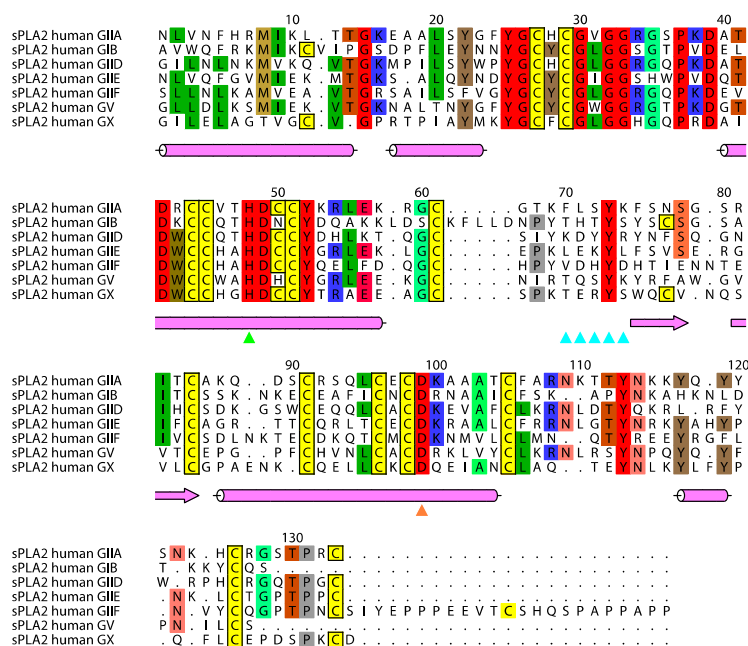 10 20 30 40
sPLA2 human GIIA N L V N F H R M I K L . T T G K E A A L S Y G F Y G C H C G V G G R G S P K D A T
sPLA2 human GIB A V W Q F R K M I K C V I P G S D P F L E Y N N Y G C Y C G L G G S G T P V D E L
sPLA2 human GIID G I L N L N K M V K Q . V T G K M P I L S Y W P Y G C H C G L G G R G Q P K D A T
sPLA2 human GIIE N L V Q F G V M I E K . M T G K S . A L Q Y N D Y G C Y C G I G G S H W P V D Q T
sPLA2 human GIIF S L L N L K A M V E A . V T G R S A I L S F V G Y G C Y C G L G G R G Q P K D E V
sPLA2 human GV G L L D L K S M I E K . V T G K N A L T N Y G F Y G C Y C G W G G R G T P K D G T
sPLA2 human GX G I L E L A G T V G C . V . G P R T P I A Y M K Y G C F C G L G G H G Q P R D A I
50 60 70 80
sPLA2 human GIIA D R C C V T H D C C Y K R L E K . R G C . . . . . G T K F L S Y K F S N S G . S R
sPLA2 human GIB D K C C Q T H D N C Y D Q A K K L D S C K F L L D N P Y T H T Y S Y S C S G . S A
sPLA2 human GIID D W C C Q T H D C C Y D H L K T . Q G C . . . . . S I Y K D Y Y R Y N F S Q . G N
sPLA2 human GIIE D W C C H A H D C C Y G R L E K . L G C . . . . . E P K L E K Y L F S V S E . R G
sPLA2 human GIIF D W C C H A H D C C Y Q E L F D . Q G C . . . . . H P Y V D H Y D H T I E N N T E
sPLA2 human GV D W C C W A H D H C Y G R L E E . K G C . . . . . N I R T Q S Y K Y R F A W . G V
sPLA2 human GX D W C C H G H D C C Y T R A E E . A G C . . . . . S P K T E R Y S W Q C V . N Q S
90 100 110 120
sPLA2 human GIIA I T C A K Q . . D S C R S Q L C E C D K A A A T C F A R N K T T Y N K K Y Q . Y Y
sPLA2 human GIB I T C S S K . N K E C E A F I C N C D R N A A I C F S K . . A P Y N K A H K N L D
sPLA2 human GIID I H C S D K . G S W C E Q Q L C A C D K E V A F C L K R N L D T Y Q K R L . R F Y
sPLA2 human GIIE I F C A G R . . T T C Q R L T C E C D K R A A L C F R R N L G T Y N R K Y A H Y P
sPLA2 human GIIF I V C S D L N K T E C D K Q T C M C D K N M V L C L M N . . Q T Y R E E Y R G F L
sPLA2 human GV V T C E P G . . P F C H V N L C A C D R K L V Y C L K R N L R S Y N P Q Y Q . Y F
sPLA2 human GX V L C G P A E N K . C Q E L L C K C D Q E I A N C L A Q . . T E Y N L K Y L F Y P
130
sPLA2 human GIIA S N K . H C R G S T P R C . . . . . . . . . . . . . . . . . . . . . . .
sPLA2 human GIB T . K K Y C Q S . . . . . . . . . . . . . . . . . . . . . . . . . . . .
sPLA2 human GIID W . R P H C R G Q T P G C . . . . . . . . . . . . . . . . . . . . . . .
sPLA2 human GIIE . N K . L C T G P T P P C . . . . . . . . . . . . . . . . . . . . . . .
sPLA2 human GIIF . N . V Y C Q G P T P N C S I Y E P P P E E V T C S H Q S P A P P A P P
sPLA2 human GV P N . I L C S . . . . . . . . . . . . . . . . . . . . . . . . . . . . .
sPLA2 human GX . Q . F L C E P D S P K C D . . . . . . . . . . . . . . . . . . . . . .